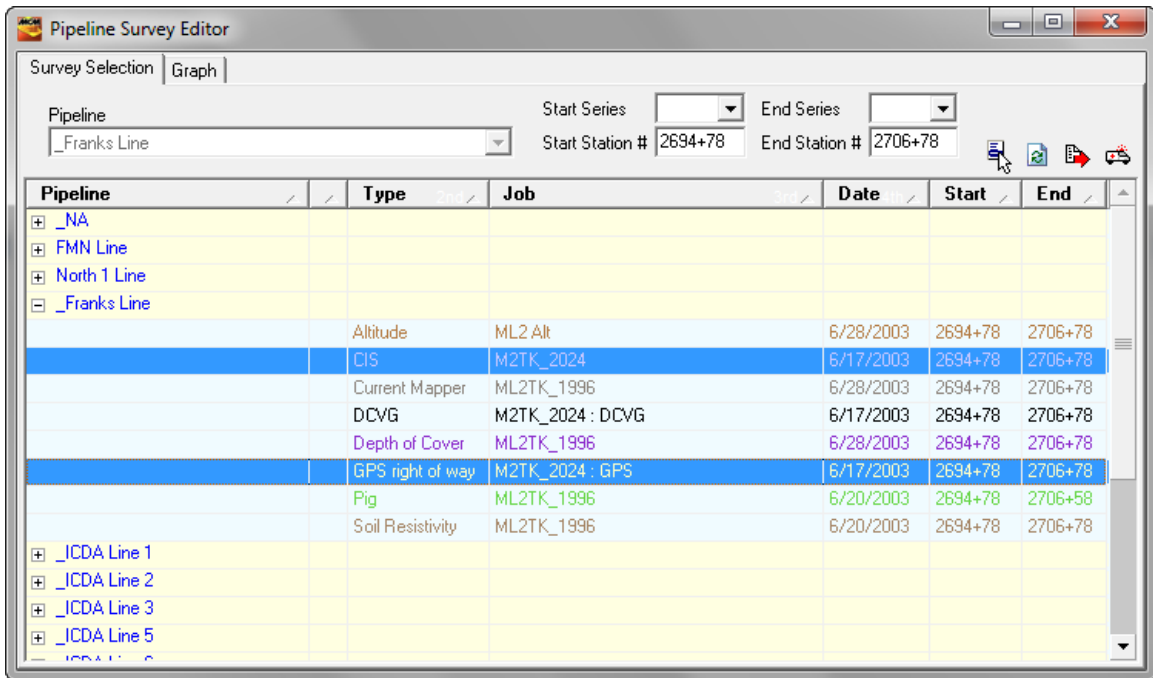 Pipeline Survey Editor
Survey Selection Graph
Pipeline
_Franks Line
Start Series End Series
Start Station # 2694+78 End Station # 2706+78
Pipeline Type 2nd Job 3rd Date 4th Start End
_NA
FMN Line
North 1 Line
_Franks Line
Altitude ML2 Alt 6/28/2003 2694+78 2706+78
CIS M2TK_2024 6/17/2003 2694+78 2706+78
Current Mapper ML2TK_1996 6/28/2003 2694+78 2706+78
DCVG M2TK_2024 : DCVG 6/17/2003 2694+78 2706+78
Depth of Cover ML2TK_1996 6/28/2003 2694+78 2706+78
GPS right of way M2TK_2024 : GPS 6/17/2003 2694+78 2706+78
Pig ML2TK_1996 6/20/2003 2694+78 2706+58
Soil Resistivity ML2TK_1996 6/20/2003 2694+78 2706+78
_ICDA Line 1
_ICDA Line 2
_ICDA Line 3
_ICDA Line 5